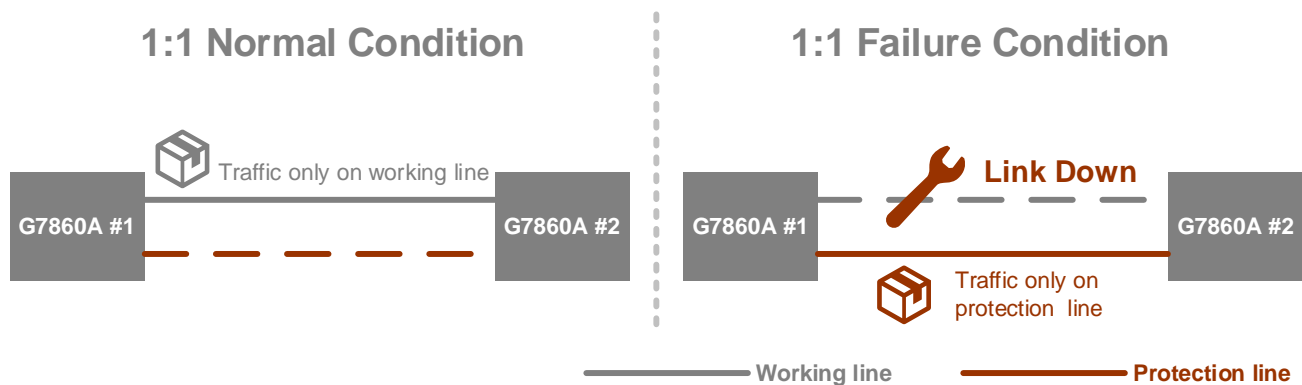 1:1 Normal Condition
Traffic only on working line
G7860A #1
G7860A #2
1:1 Failure Condition
Link Down
G7860A #1
G7860A #2
Traffic only on
protection line
Working line
Protection line